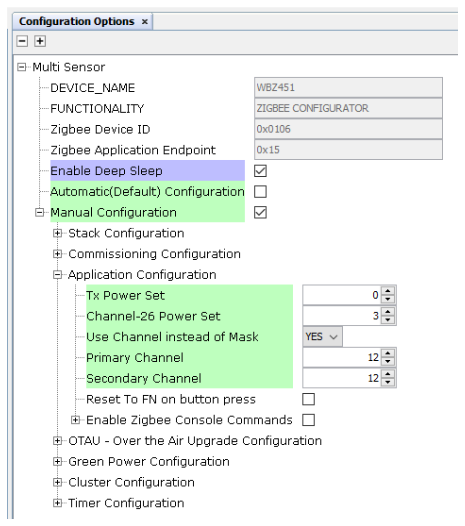 Configuration Options ×
Multi Sensor
DEVICE_NAME WBZ451
FUNCTIONALITY ZIGBEE CONFIGURATOR
Zigbee Device ID 0x0106
Zigbee Application Endpoint 0x15
Enable Deep Sleep
Automatic(Default) Configuration
Manual Configuration
Stack Configuration
Commissioning Configuration
Application Configuration
Tx Power Set 0
Channel-26 Power Set 3
Use Channel instead of Mask YES
Primary Channel 12
Secondary Channel 12
Reset To FN on button press
Enable Zigbee Console Commands
OTAU - Over the Air Upgrade Configuration
Green Power Configuration
Cluster Configuration
Timer Configuration